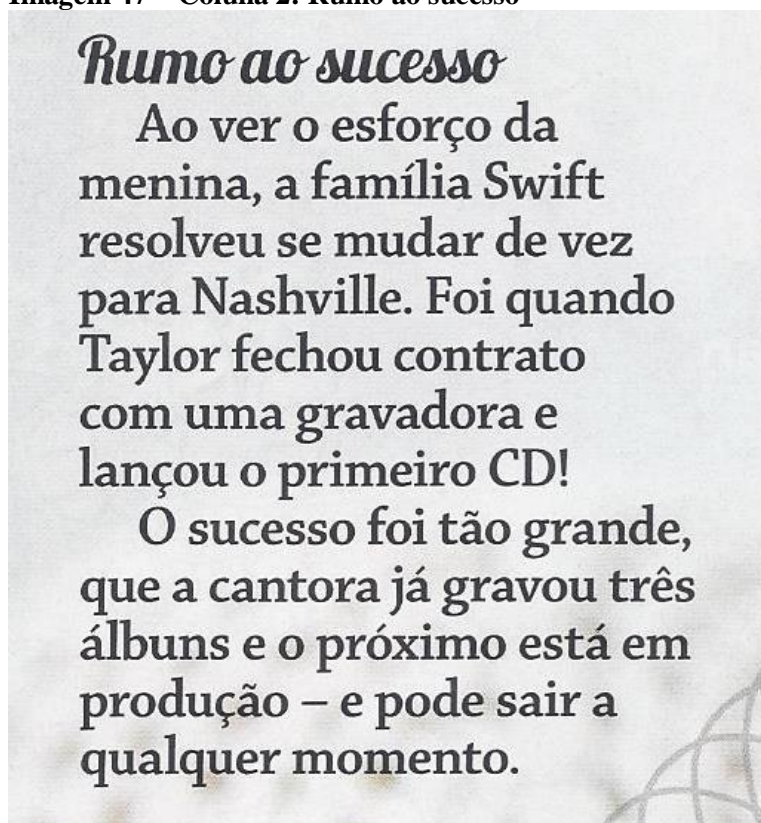 Imagem 47 – Coluna 2: Rumo ao sucesso
Rumo ao sucesso
Ao ver o esforço da
menina, a família Swift
resolveu se mudar de vez
para Nashville. Foi quando
Taylor fechou contrato
com uma gravadora e
lançou o primeiro CD!
O sucesso foi tão grande,
que a cantora já gravou três
álbuns e o próximo está em
produção – e pode sair a
qualquer momento.